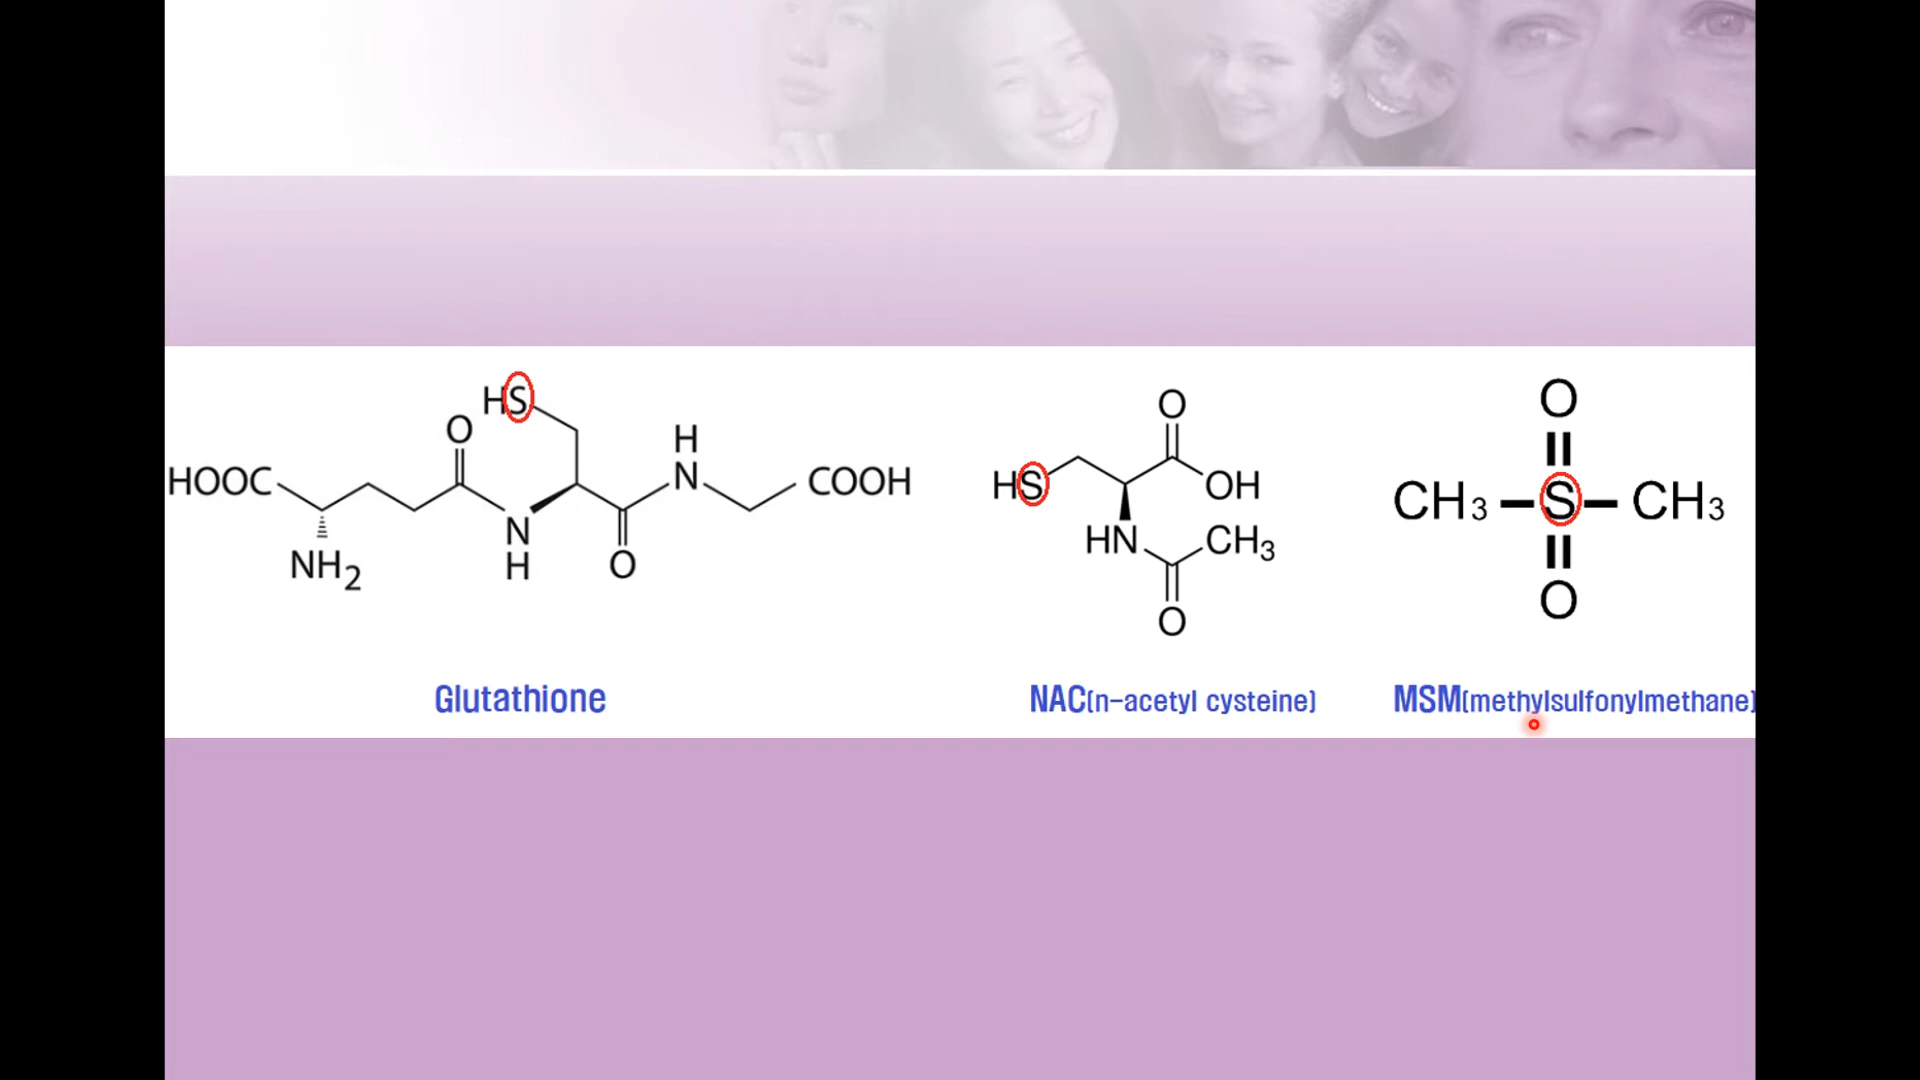 HS
O
H
HOOC
N
COOH
N
H
NH2
O
Glutathione
O
HS
OH
HN
CH3
O
NAC(n-acetyl cysteine)
O
CH3
S
CH3
O
MSM(methylsulfonylmethane)